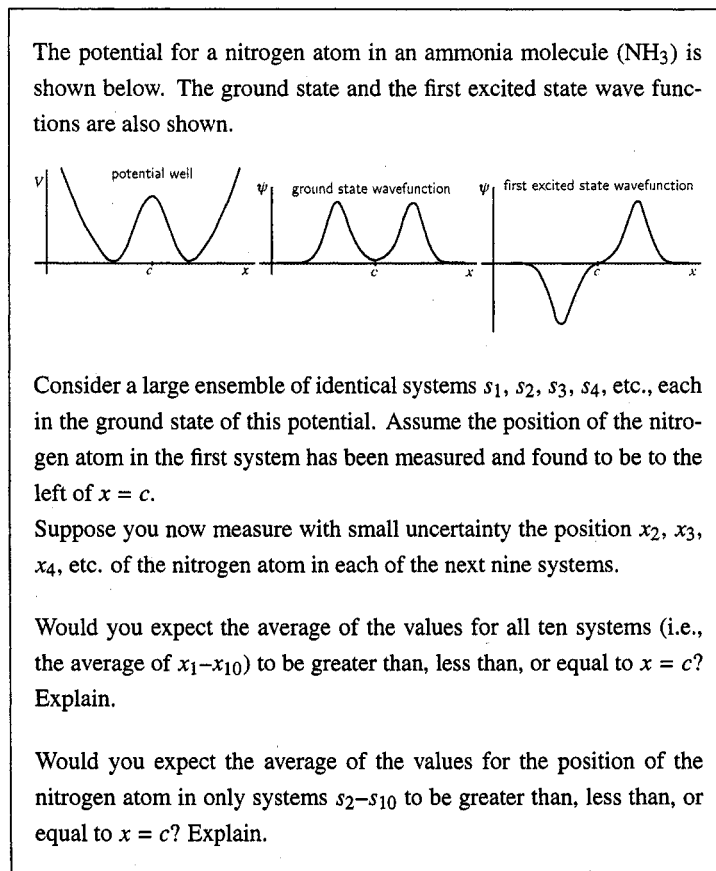 The potential for a nitrogen atom in an ammonia molecule (NH₃) is
shown below. The ground state and the first excited state wave func-
tions are also shown.
V potential well c x
ψ ground state wavefunction c x
ψ first excited state wavefunction c x
Consider a large ensemble of identical systems s₁, s₂, s₃, s₄, etc., each
in the ground state of this potential. Assume the position of the nitro-
gen atom in the first system has been measured and found to be to the
left of x = c.
Suppose you now measure with small uncertainty the position x₂, x₃,
x₄, etc. of the nitrogen atom in each of the next nine systems.
Would you expect the average of the values for all ten systems (i.e.,
the average of x₁–x₁₀) to be greater than, less than, or equal to x = c?
Explain.
Would you expect the average of the values for the position of the
nitrogen atom in only systems s₂–s₁₀ to be greater than, less than, or
equal to x = c? Explain.